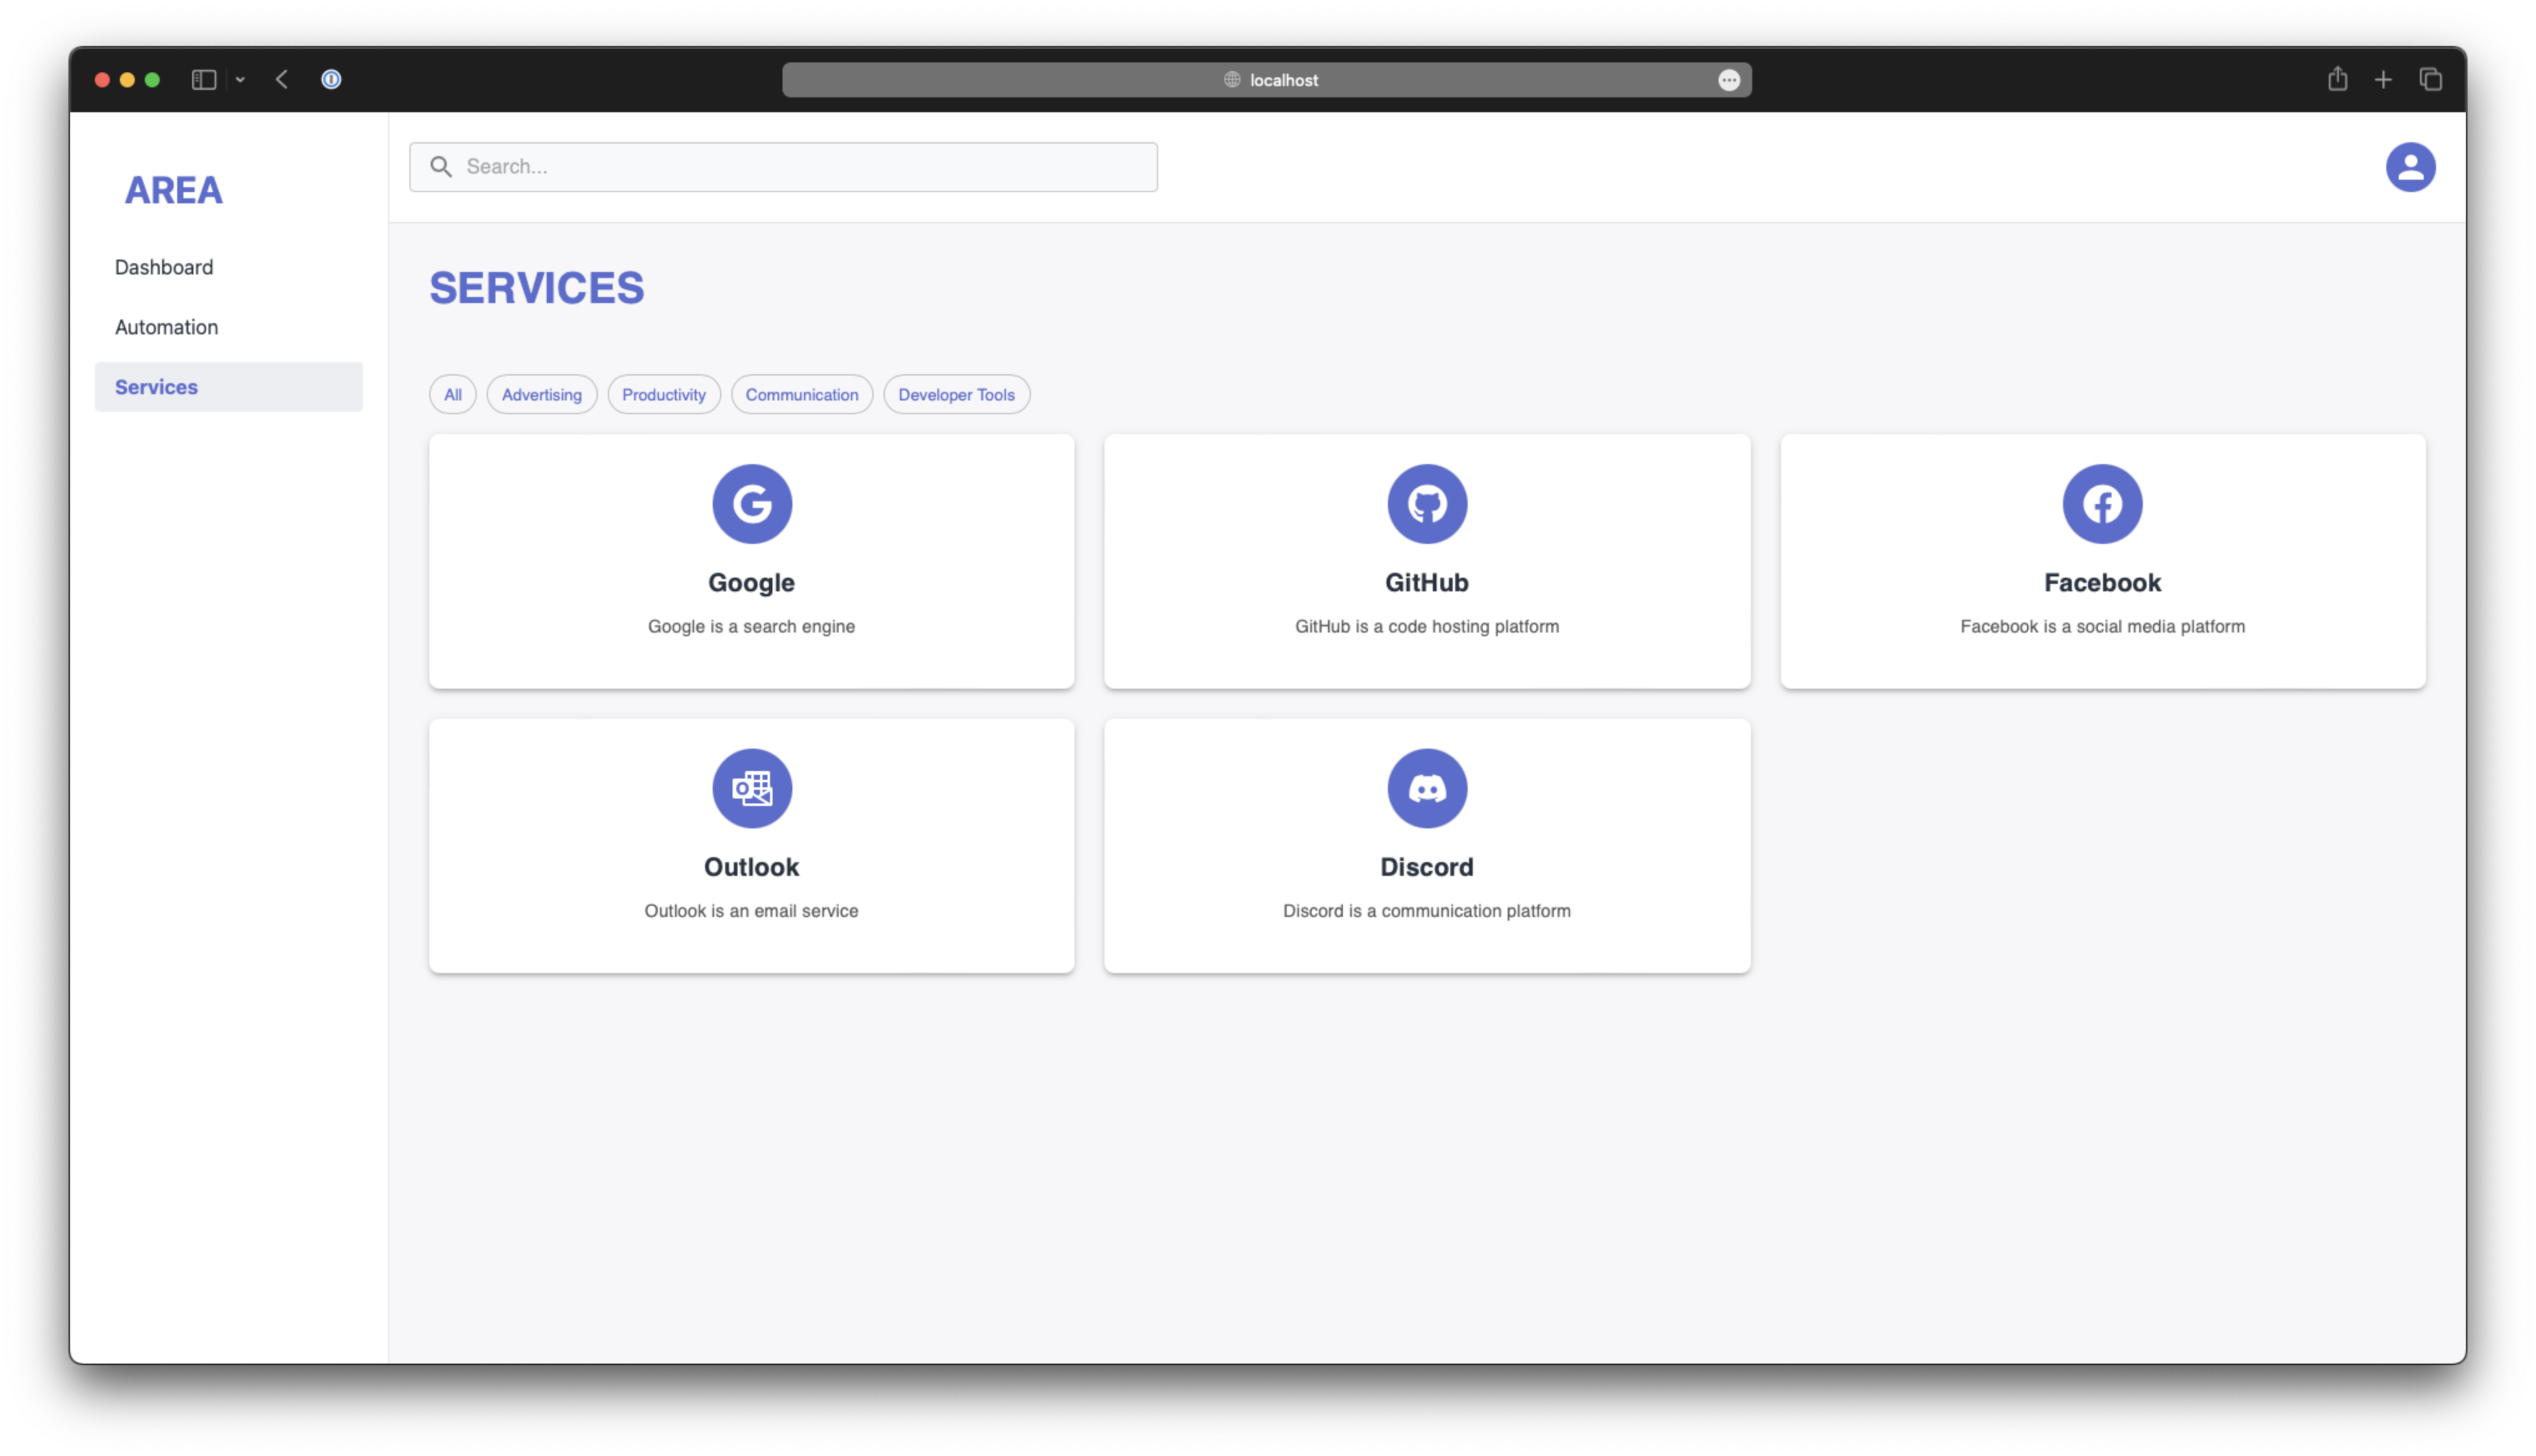 localhost
AREA
Search...
Dashboard
Automation
Services
SERVICES
All Advertising Productivity Communication Developer Tools
Google
Google is a search engine
GitHub
GitHub is a code hosting platform
Facebook
Facebook is a social media platform
Outlook
Outlook is an email service
Discord
Discord is a communication platform